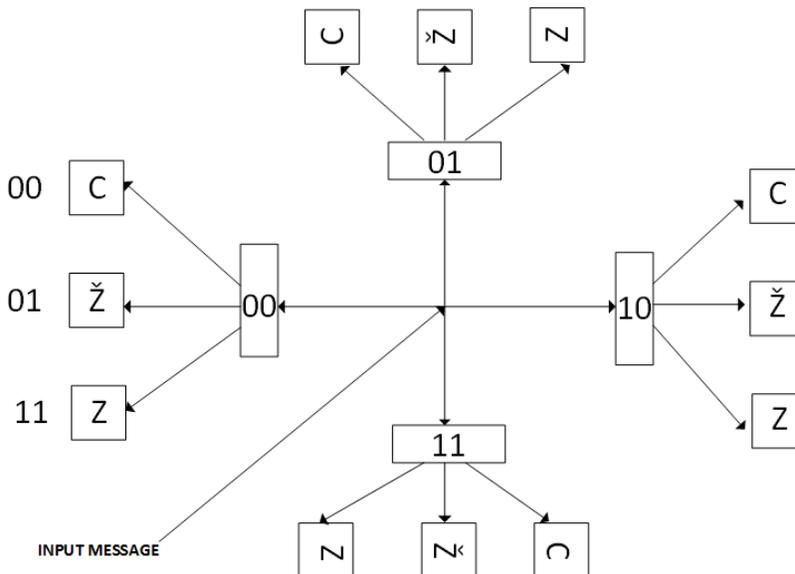 C Ž Z
01
00 C
C
01 Ž
00
10
Ž
11 Z
Z
11
INPUT MESSAGE
Z Ž C